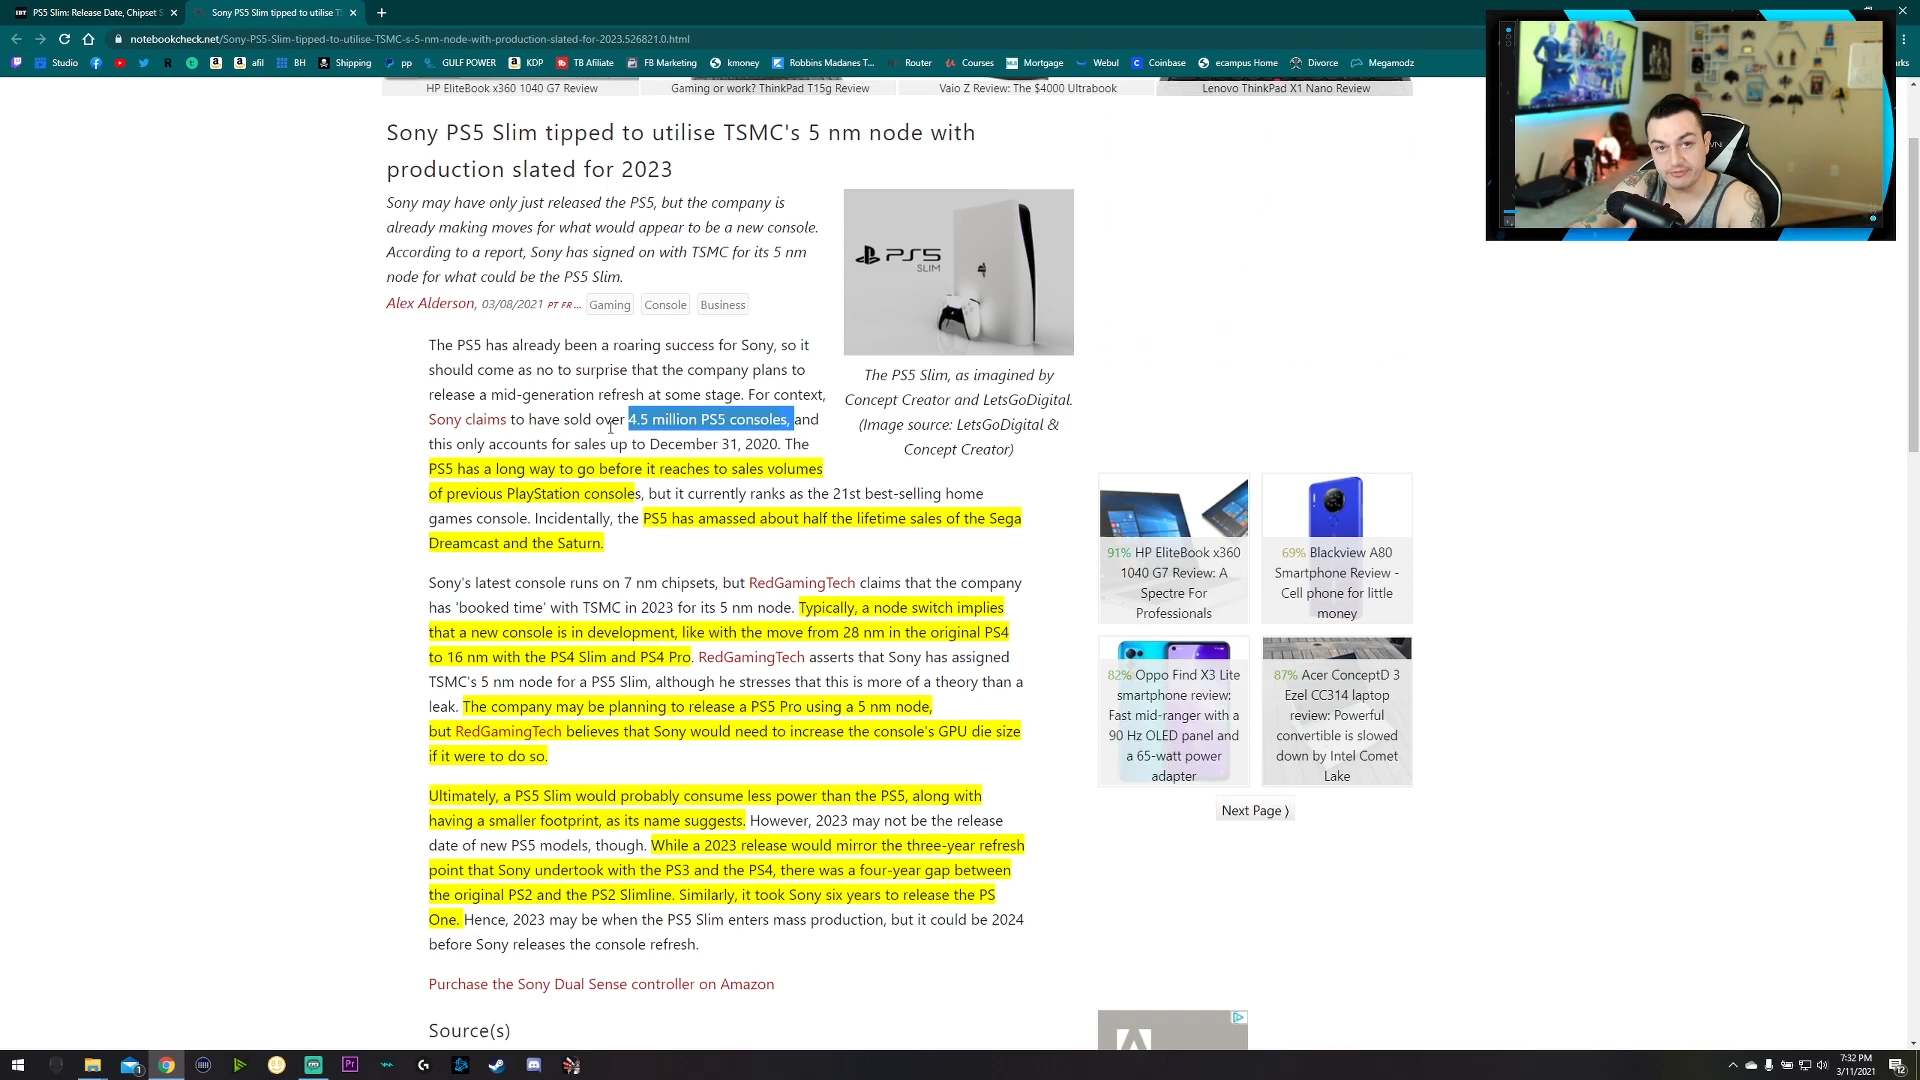 PS5 Slim: Release Date, Chipset S
Sony PS5 Slim tipped to utilise T
notebookcheck.net/Sony-PS5-Slim-tipped-to-utilise-TSMC-s-5-nm-node-with-production-slated-for-2023.526821.0.html
Studio
afil
BH
Shipping
pp
GULF POWER
KDP
TB Afiliate
FB Marketing
kmoney
Robbins Madanes T...
Router
Courses
Mortgage
Webul
Coinbase
ecampus Home
Divorce
Megamodz
HP EliteBook x360 1040 G7 Review
Gaming or work? ThinkPad T15g Review
Vaio Z Review: The $4000 Ultrabook
Lenovo ThinkPad X1 Nano Review
Sony PS5 Slim tipped to utilise TSMC's 5 nm node with
production slated for 2023
Sony may have only just released the PS5, but the company is
already making moves for what would appear to be a new console.
According to a report, Sony has signed on with TSMC for its 5 nm
node for what could be the PS5 Slim.
Alex Alderson, 03/08/2021 PT FR ... Gaming Console Business
PS5
SLIM
The PS5 Slim, as imagined by
Concept Creator and LetsGoDigital.
(Image source: LetsGoDigital &
Concept Creator)
The PS5 has already been a roaring success for Sony, so it
should come as no to surprise that the company plans to
release a mid-generation refresh at some stage. For context,
Sony claims to have sold over 4.5 million PS5 consoles, and
this only accounts for sales up to December 31, 2020. The
PS5 has a long way to go before it reaches to sales volumes
of previous PlayStation consoles, but it currently ranks as the 21st best-selling home
games console. Incidentally, the PS5 has amassed about half the lifetime sales of the Sega
Dreamcast and the Saturn.
Sony's latest console runs on 7 nm chipsets, but RedGamingTech claims that the company
has 'booked time' with TSMC in 2023 for its 5 nm node. Typically, a node switch implies
that a new console is in development, like with the move from 28 nm in the original PS4
to 16 nm with the PS4 Slim and PS4 Pro. RedGamingTech asserts that Sony has assigned
TSMC's 5 nm node for a PS5 Slim, although he stresses that this is more of a theory than a
leak. The company may be planning to release a PS5 Pro using a 5 nm node,
but RedGamingTech believes that Sony would need to increase the console's GPU die size
if it were to do so.
Ultimately, a PS5 Slim would probably consume less power than the PS5, along with
having a smaller footprint, as its name suggests. However, 2023 may not be the release
date of new PS5 models, though. While a 2023 release would mirror the three-year refresh
point that Sony undertook with the PS3 and the PS4, there was a four-year gap between
the original PS2 and the PS2 Slimline. Similarly, it took Sony six years to release the PS
One. Hence, 2023 may be when the PS5 Slim enters mass production, but it could be 2024
before Sony releases the console refresh.
Purchase the Sony Dual Sense controller on Amazon
Source(s)
91% HP EliteBook x360
1040 G7 Review: A
Spectre For
Professionals
69% Blackview A80
Smartphone Review -
Cell phone for little
money
82% Oppo Find X3 Lite
smartphone review:
Fast mid-ranger with a
90 Hz OLED panel and
a 65-watt power
adapter
87% Acer ConceptD 3
Ezel CC314 laptop
review: Powerful
convertible is slowed
down by Intel Comet
Lake
Next Page ⟩
7:32 PM
3/11/2021